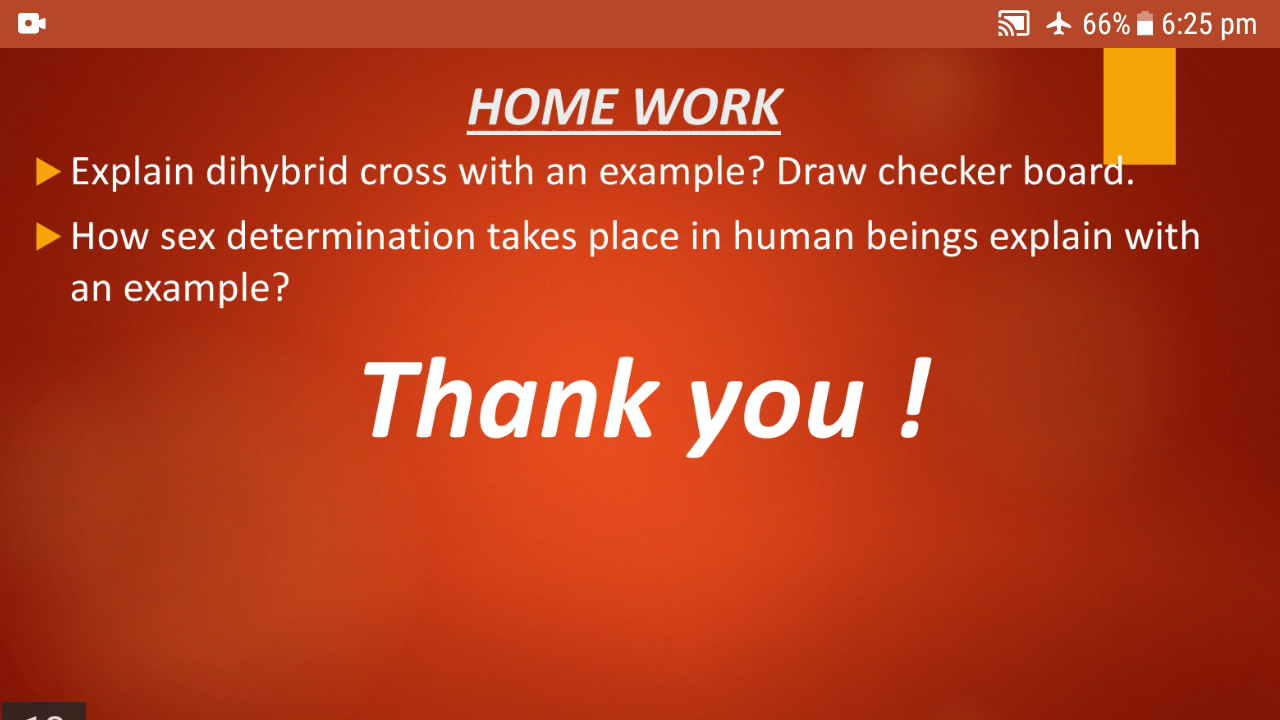 66% 6:25 pm
HOME WORK
Explain dihybrid cross with an example? Draw checker board.
How sex determination takes place in human beings explain with
an example?
Thank you !